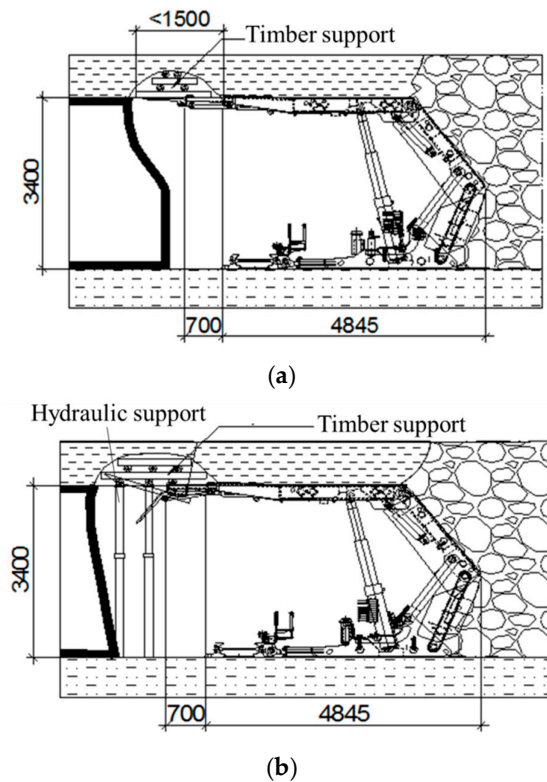 <1500
Timber support
3400
700
4845
(a)
Hydraulic support
Timber support
3400
700
4845
(b)